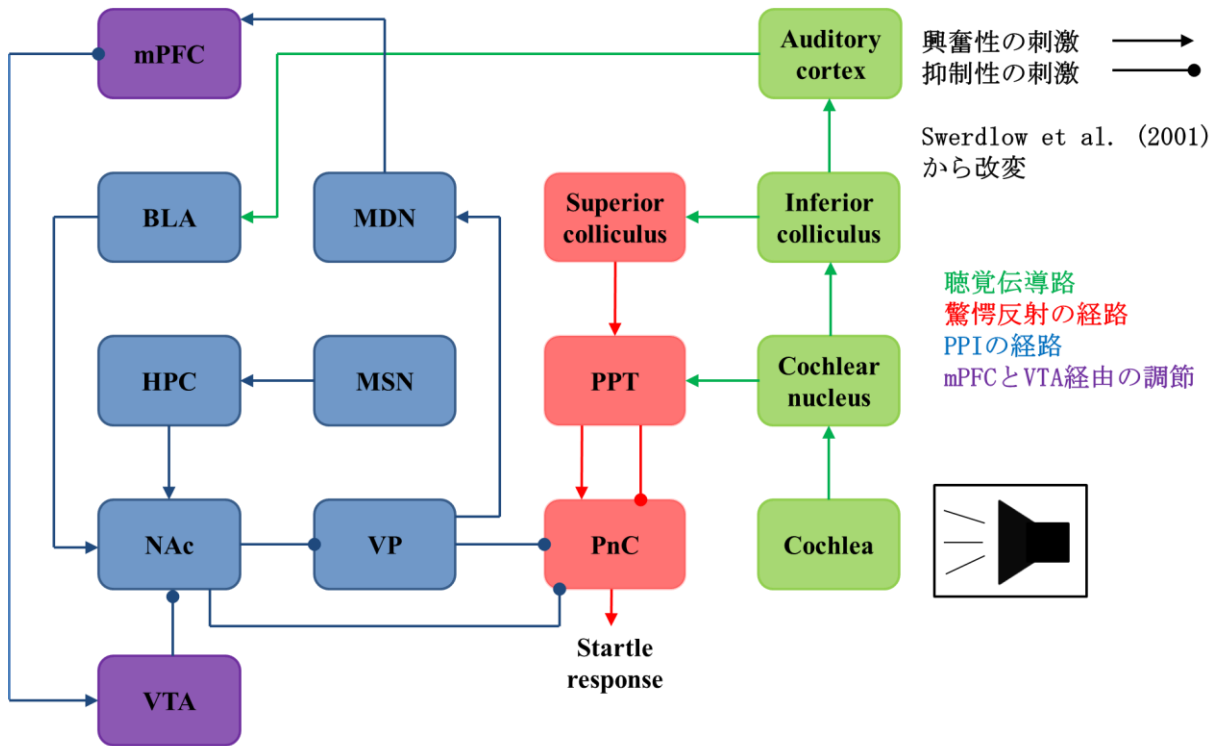 mPFC
Auditory
cortex
興奮性の刺激
抑制性の刺激
Swerdlow et al. (2001)
から改変
BLA
MDN
Superior
colliculus
Inferior
colliculus
聴覚伝導路
驚愕反射の経路
PPIの経路
mPFCとVTA経由の調節
HPC
MSN
PPT
Cochlear
nucleus
NAc
VP
PnC
Cochlea
Startle
response
VTA